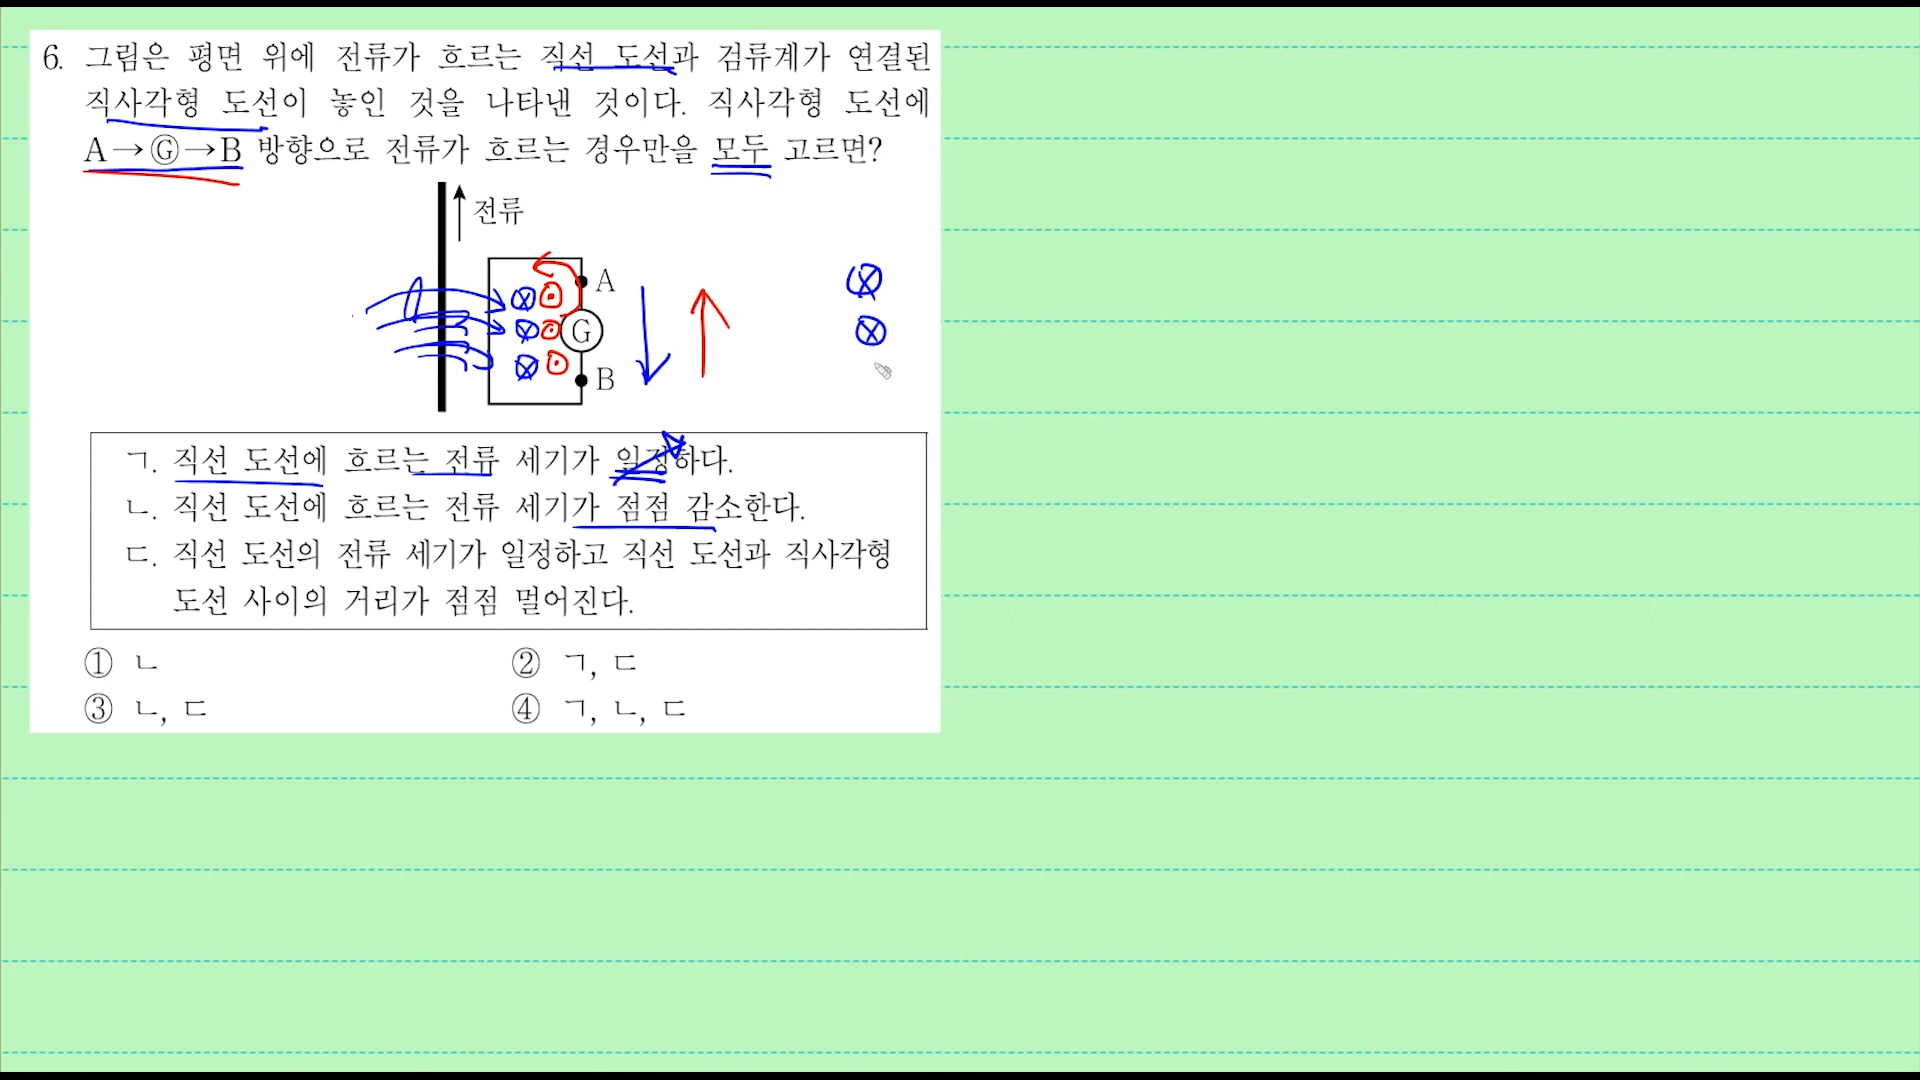 6. 그림은 평면 위에 전류가 흐르는 직선 도선과 검류계가 연결된
직사각형 도선이 놓인 것을 나타낸 것이다. 직사각형 도선에
A→Ⓖ→B 방향으로 전류가 흐르는 경우만을 모두 고르면?
전류
A
G
B
ㄱ. 직선 도선에 흐르는 전류 세기가 일정하다.
ㄴ. 직선 도선에 흐르는 전류 세기가 점점 감소한다.
ㄷ. 직선 도선의 전류 세기가 일정하고 직선 도선과 직사각형
도선 사이의 거리가 점점 멀어진다.
① ㄴ ② ㄱ, ㄷ
③ ㄴ, ㄷ ④ ㄱ, ㄴ, ㄷ